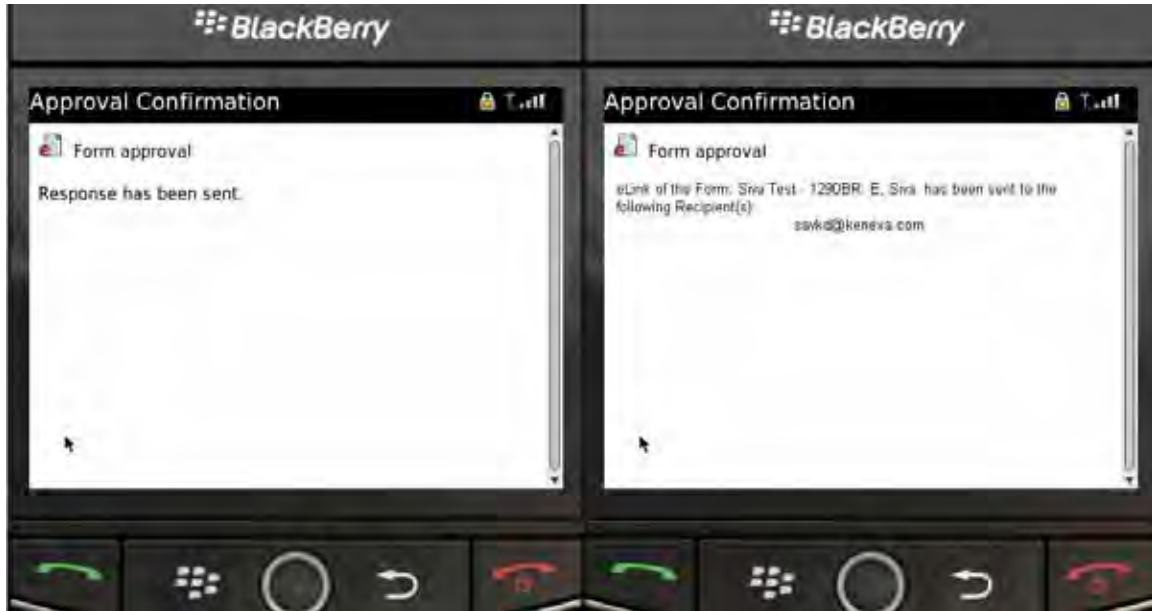 BlackBerry
Approval Confirmation
Form approval
Response has been sent.
BlackBerry
Approval Confirmation
Form approval
eLink of the Form: Siva Test - 1290BR: E, Siva has been sent to the
following Recipient(s)